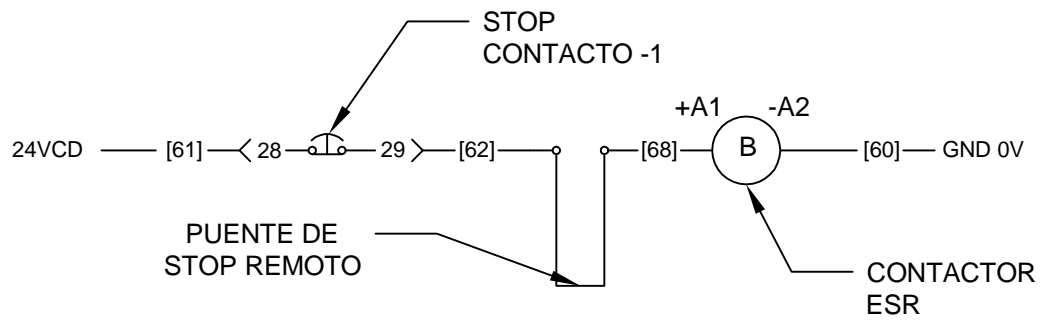 STOP
CONTACTO -1
+A1 -A2
24VCD [61] 28 29 [62] [68] B [60] GND 0V
PUENTE DE
STOP REMOTO
CONTACTOR
ESR